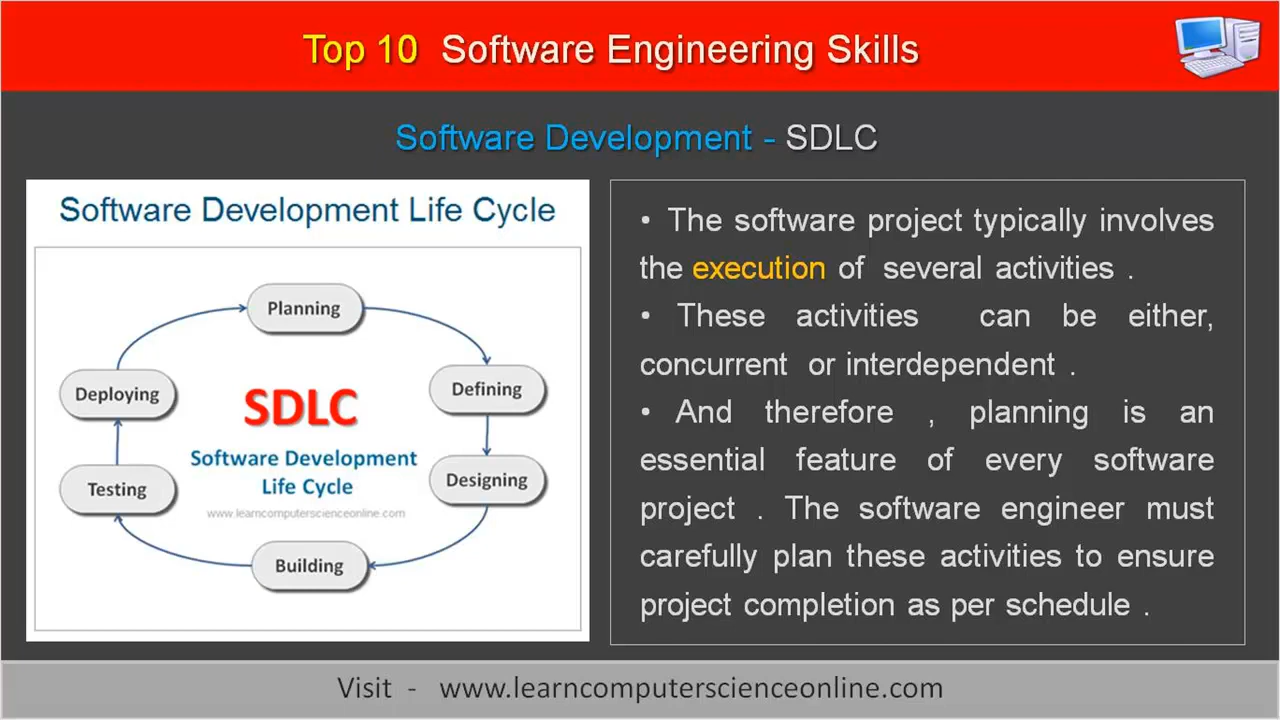 Top 10 Software Engineering Skills
Software Development - SDLC
Software Development Life Cycle
Planning
Defining
Designing
Building
Testing
Deploying
SDLC
Software Development
Life Cycle
www.learncomputerscienceonline.com
• The software project typically involves
the execution of several activities .
• These activities can be either,
concurrent or interdependent .
• And therefore , planning is an
essential feature of every software
project . The software engineer must
carefully plan these activities to ensure
project completion as per schedule .
Visit - www.learncomputerscienceonline.com